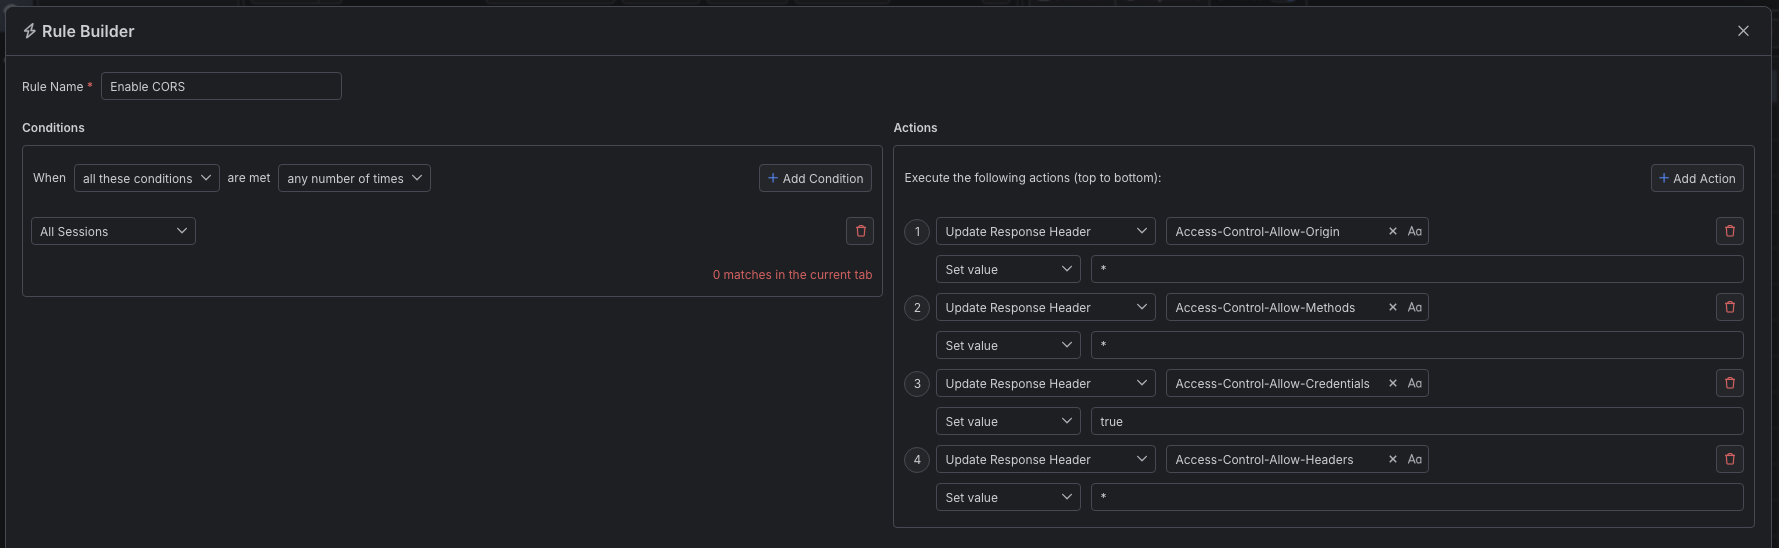 Rule Builder
Rule Name * Enable CORS
Conditions
When all these conditions are met any number of times + Add Condition
All Sessions
0 matches in the current tab
Actions
Execute the following actions (top to bottom): + Add Action
1 Update Response Header Access-Control-Allow-Origin × Aa
Set value *
2 Update Response Header Access-Control-Allow-Methods × Aa
Set value *
3 Update Response Header Access-Control-Allow-Credentials × Aa
Set value true
4 Update Response Header Access-Control-Allow-Headers × Aa
Set value *